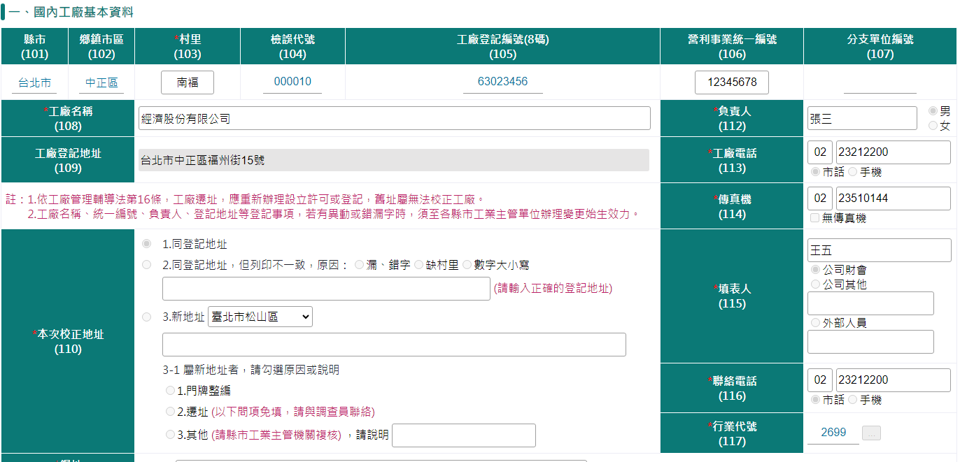 一、國內工廠基本資料
縣市 (101) 鄉鎮市區 (102) *村里 (103) 檢誤代號 (104) 工廠登記編號(8碼) (105) 營利事業統一編號 (106) 分支單位編號 (107)
台北市 中正區 南福 000010 63023456 12345678
*工廠名稱 (108) 經濟股份有限公司 *負責人 (112) 張三 男 女
工廠登記地址 (109) 台北市中正區福州街15號 *工廠電話 (113) 02 23212200 市話 手機
註：1.依工廠管理輔導法第16條，工廠遷址，應重新辦理設立許可或登記，舊址屬無法校正工廠。
2.工廠名稱、統一編號、負責人、登記地址等登記事項，若有異動或錯漏字時，須至各縣市工業主管單位辦理變更始生效力。
*傳真機 (114) 02 23510144 無傳真機
*本次校正地址 (110)
1.同登記地址
2.同登記地址，但列印不一致，原因： 漏、錯字 缺村里 數字大小寫
(請輸入正確的登記地址)
3.新地址 臺北市松山區
3-1 屬新地址者，請勾選原因或說明
1.門牌整編
2.遷址 (以下問項免填，請與調查員聯絡)
3.其他 (請縣市工業主管機關複核) ，請說明
*填表人 (115) 王五
公司財會
公司其他
外部人員
*聯絡電話 (116) 02 23212200 市話 手機
*行業代號 (117) 2699 ...